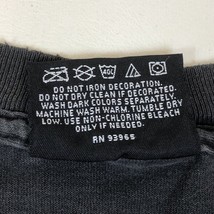 40C
DO NOT IRON DECORATION.
DO NOT DRY CLEAN IF DECORATED.
WASH DARK COLORS SEPARATELY.
MACHINE WASH WARM. TUMBLE DRY
LOW. USE NON-CHLORINE BLEACH
ONLY IF NEEDED.
RN 93965